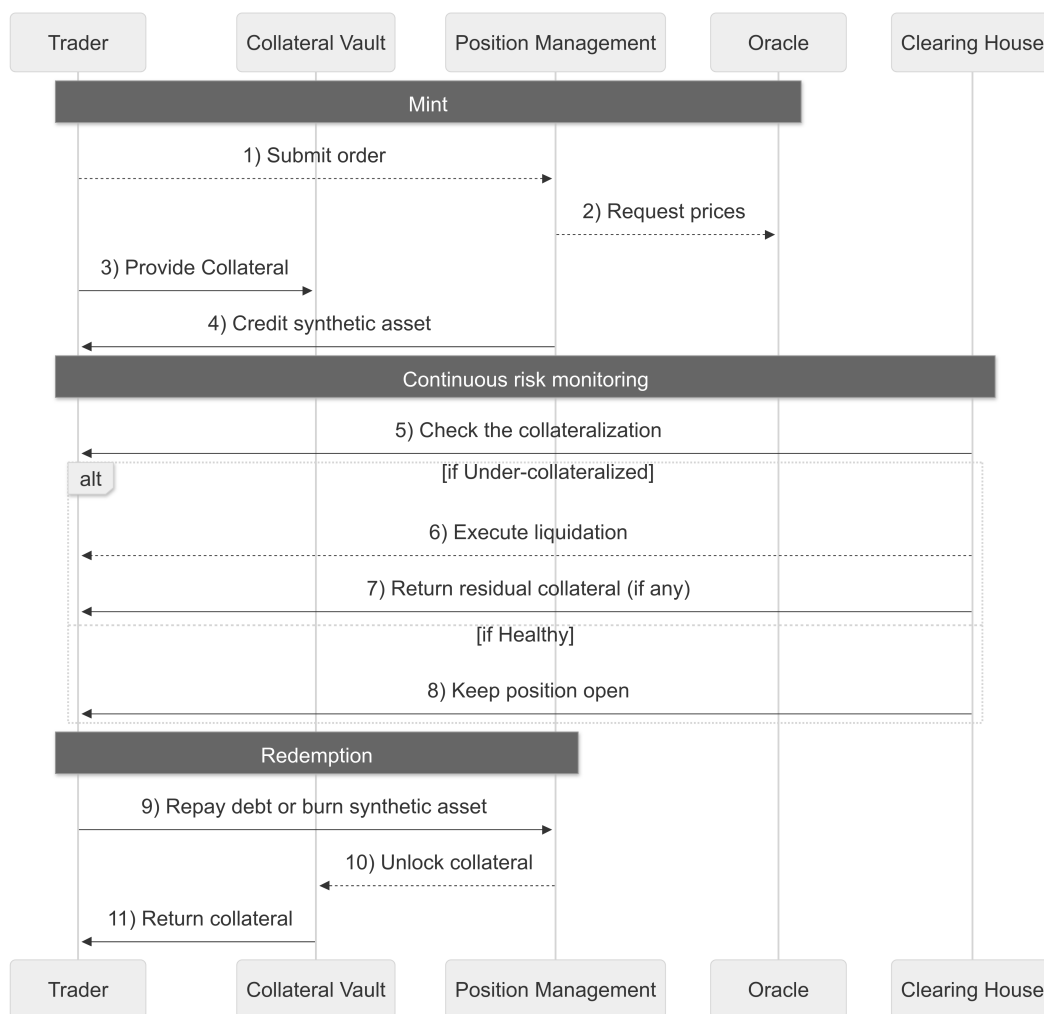 Trader
Collateral Vault
Position Management
Oracle
Clearing House
Mint
1) Submit order
2) Request prices
3) Provide Collateral
4) Credit synthetic asset
Continuous risk monitoring
5) Check the collateralization
alt
[if Under-collateralized]
6) Execute liquidation
7) Return residual collateral (if any)
[if Healthy]
8) Keep position open
Redemption
9) Repay debt or burn synthetic asset
10) Unlock collateral
11) Return collateral
Trader
Collateral Vault
Position Management
Oracle
Clearing House